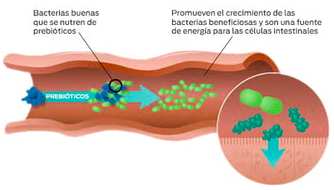 Bacterias buenas
que se nutren de
prebióticos
Promueven el crecimiento de las
bacterias beneficiosas y son una fuente
de energía para las células intestinales
PREBIÓTICOS